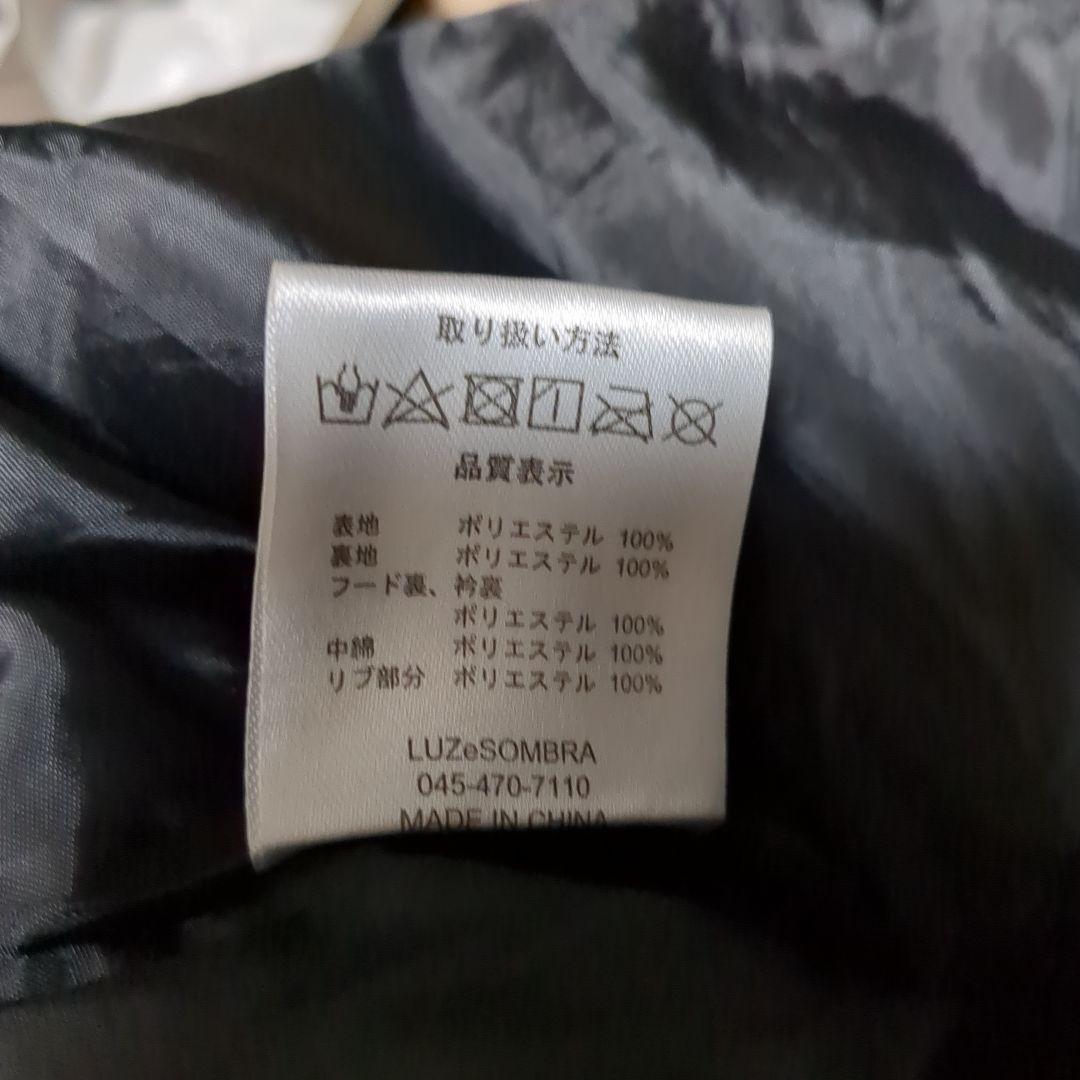 取り扱い方法
品質表示
表地 ポリエステル 100%
裏地 ポリエステル 100%
フード裏、衿裏
ポリエステル 100%
中綿 ポリエステル 100%
リブ部分 ポリエステル 100%
LUZeSOMBRA
045-470-7110
MADE IN CHINA